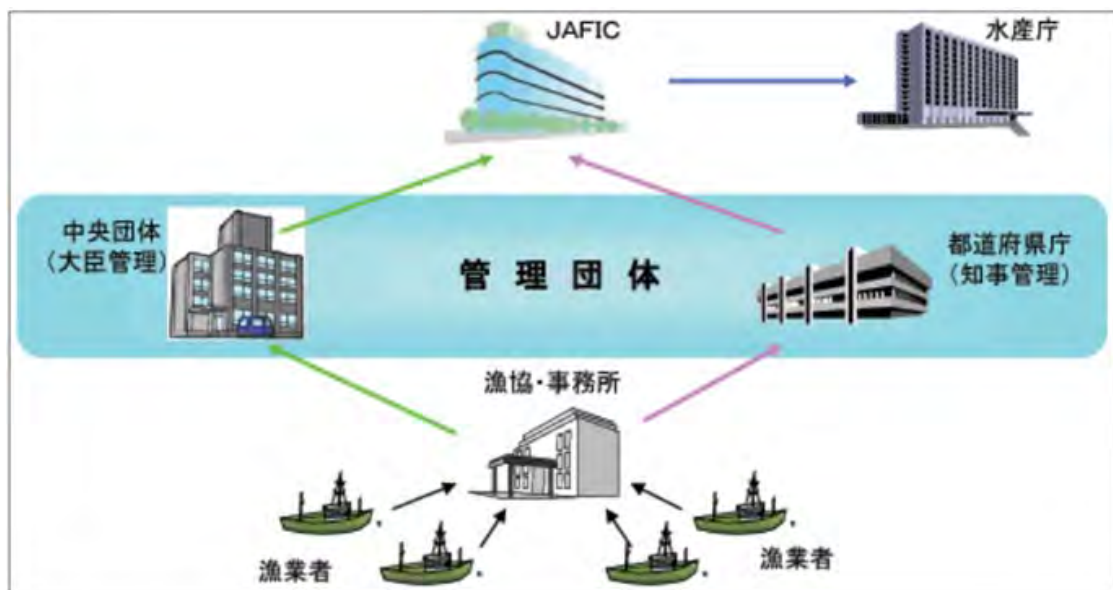 JAFIC
水産庁
中央団体
（大臣管理）
管理団体
都道府県庁
（知事管理）
漁協・事務所
漁業者
漁業者